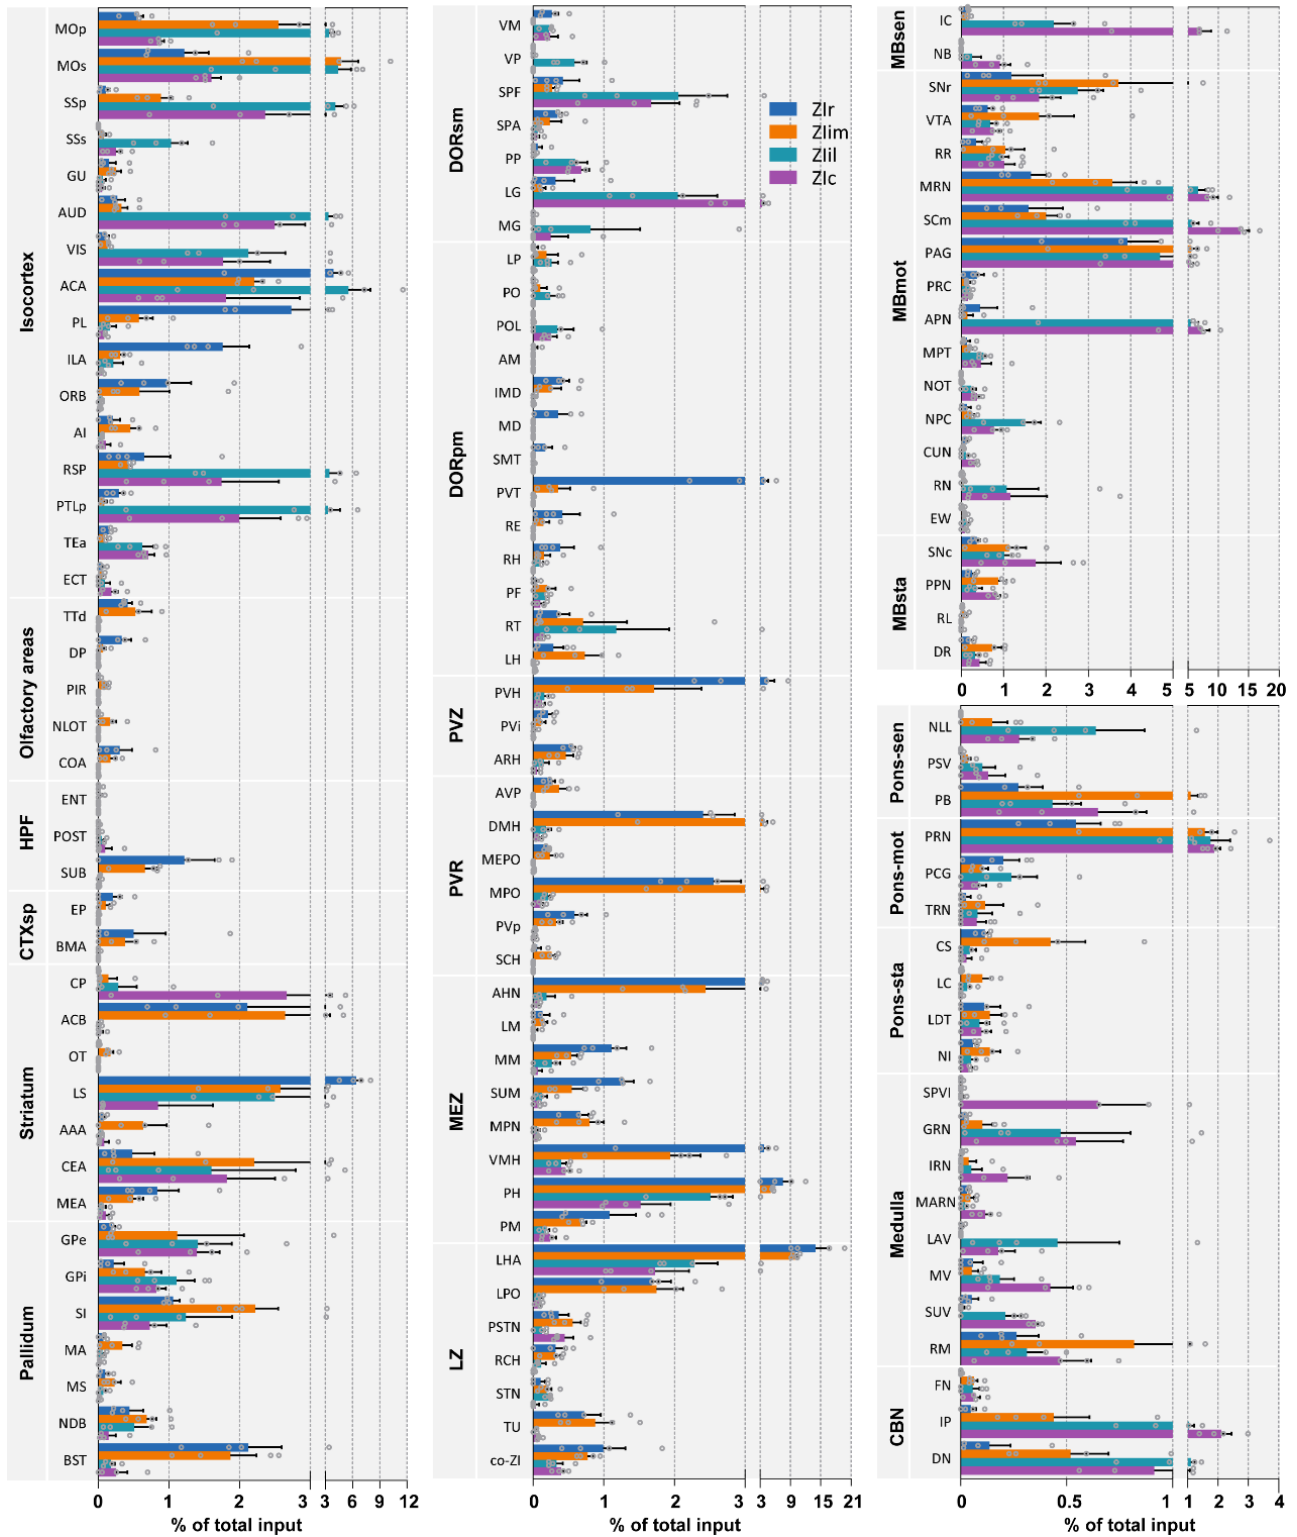 Isocortex
MOp
MOs
SSp
SSs
GU
AUD
VIS
ACA
PL
ILA
ORB
AI
RSP
PTLp
TEa
ECT
Olfactory areas
TTd
DP
PIR
NLOT
COA
HPF
ENT
POST
SUB
CTXsp
EP
BMA
Striatum
CP
ACB
OT
LS
AAA
CEA
MEA
Pallidum
GPe
GPi
SI
MA
MS
NDB
BST
0 1 2 3 3 6 9 12
% of total input
DORsm
VM
VP
SPF
SPA
PP
LG
MG
ZIr
ZIim
ZIil
ZIc
DORpm
LP
PO
POL
AM
IMD
MD
SMT
PVT
RE
RH
PF
RT
LH
PVZ
PVH
PVi
ARH
PVR
AVP
DMH
MEPO
MPO
PVp
SCH
MEZ
AHN
LM
MM
SUM
MPN
VMH
PH
PM
LZ
LHA
LPO
PSTN
RCH
STN
TU
co-ZI
0 1 2 3 3 9 15 21
% of total input
MBsen
IC
NB
MBmot
SNr
VTA
RR
MRN
SCm
PAG
PRC
APN
MPT
NOT
NPC
CUN
RN
EW
MBsta
SNc
PPN
RL
DR
0 1 2 3 4 5 5 10 15 20
Pons-sen
NLL
PSV
PB
Pons-mot
PRN
PCG
TRN
Pons-sta
CS
LC
LDT
NI
Medulla
SPVI
GRN
IRN
MARN
LAV
MV
SUV
RM
CBN
FN
IP
DN
0 0.5 1 1 2 3 4
% of total input